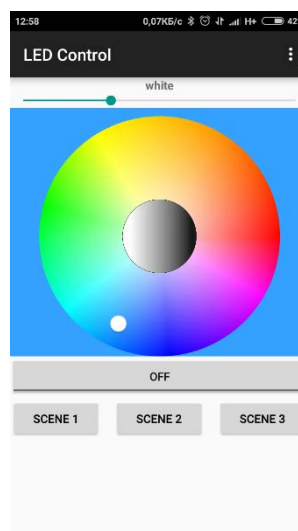 12:58 0,07КБ/с H+ 42
LED Control
white
OFF
SCENE 1 SCENE 2 SCENE 3